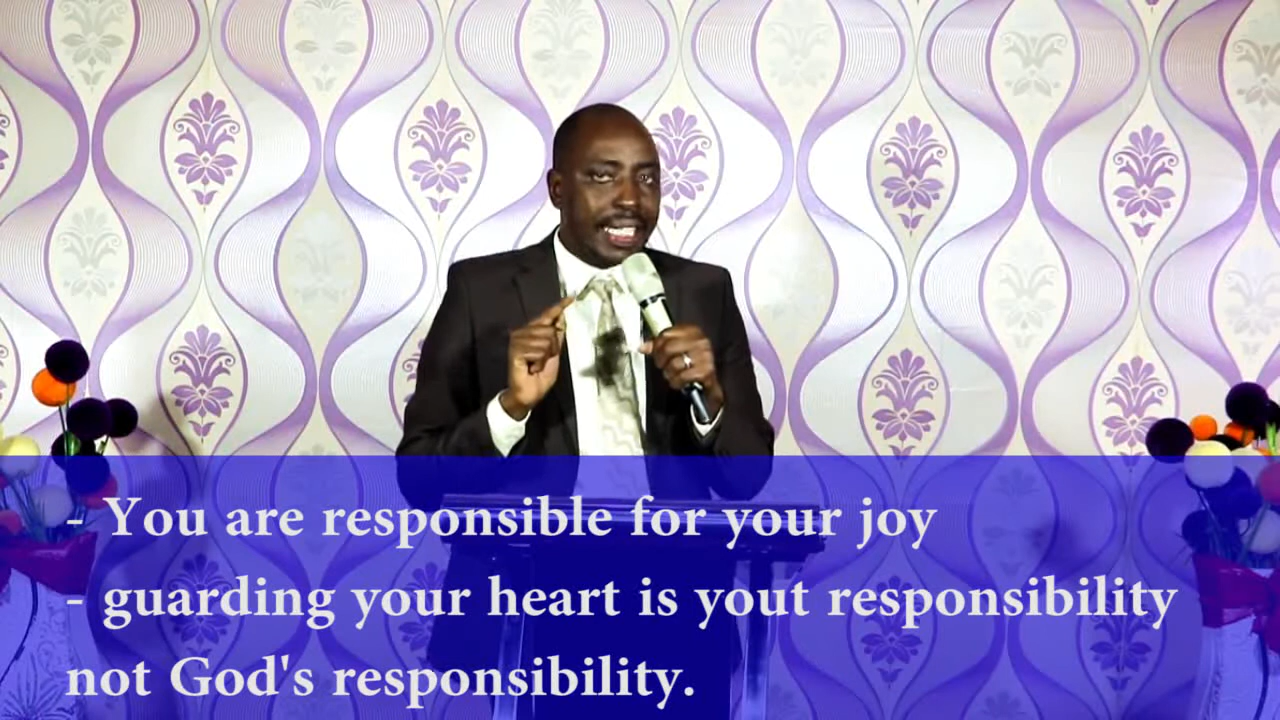 - You are responsible for your joy
- guarding your heart is yout responsibility
not God's responsibility.